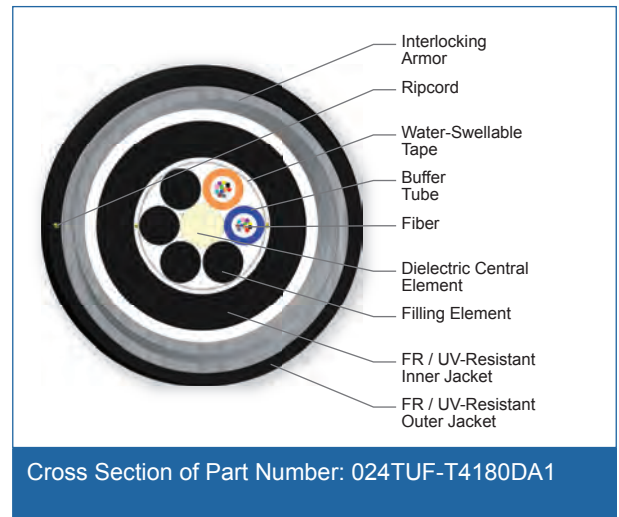 Interlocking
Armor
Ripcord
Water-Swellable
Tape
Buffer
Tube
Fiber
Dielectric Central
Element
Filling Element
FR / UV-Resistant
Inner Jacket
FR / UV-Resistant
Outer Jacket
Cross Section of Part Number: 024TUF-T4180DA1